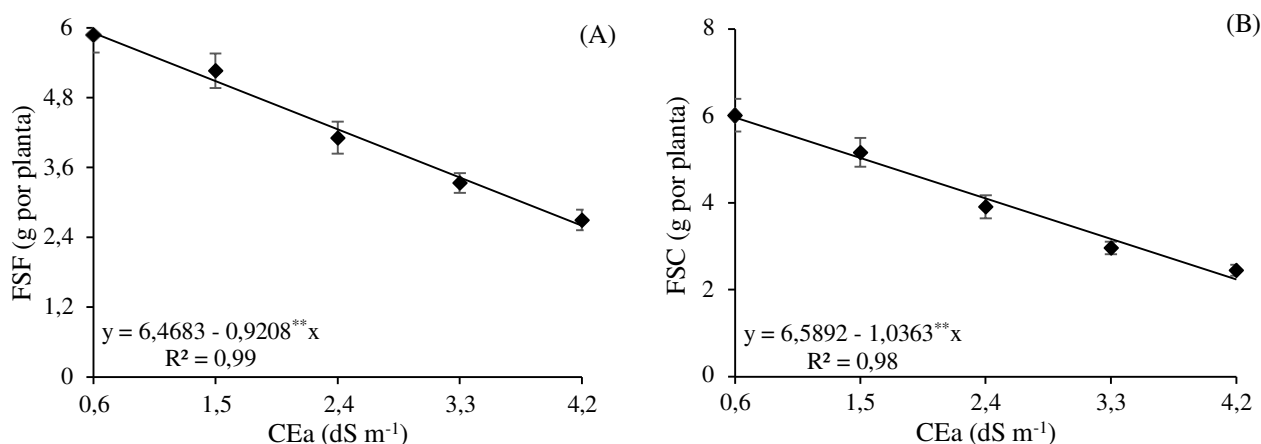 (A)
FSF (g por planta)
6
4,8
3,6
2,4
1,2
0
y = 6,4683 - 0,9208**x
R² = 0,99
0,6 1,5 2,4 3,3 4,2
CEa (dS m⁻¹)
(B)
FSC (g por planta)
8
6
4
2
0
y = 6,5892 - 1,0363**x
R² = 0,98
0,6 1,5 2,4 3,3 4,2
CEa (dS m⁻¹)